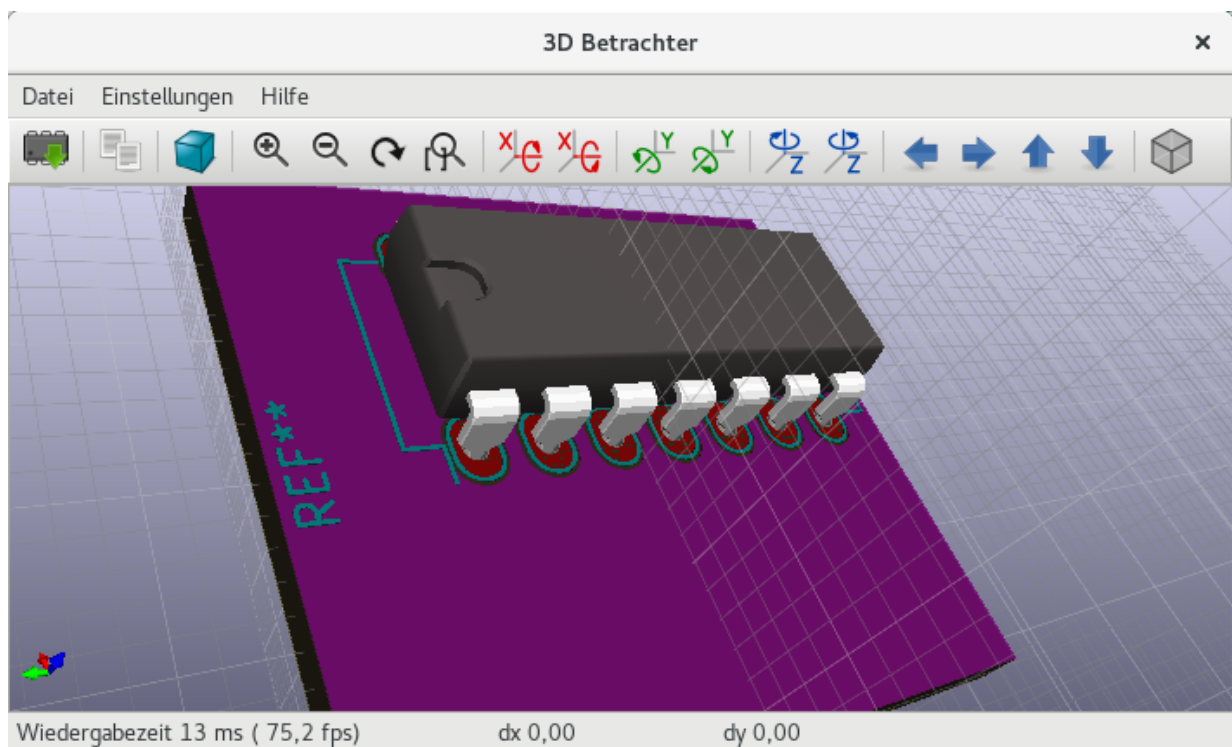 3D Betrachter
Datei Einstellungen Hilfe
X X Y Y Z Z
REF**
Wiedergabezeit 13 ms ( 75,2 fps) dx 0,00 dy 0,00